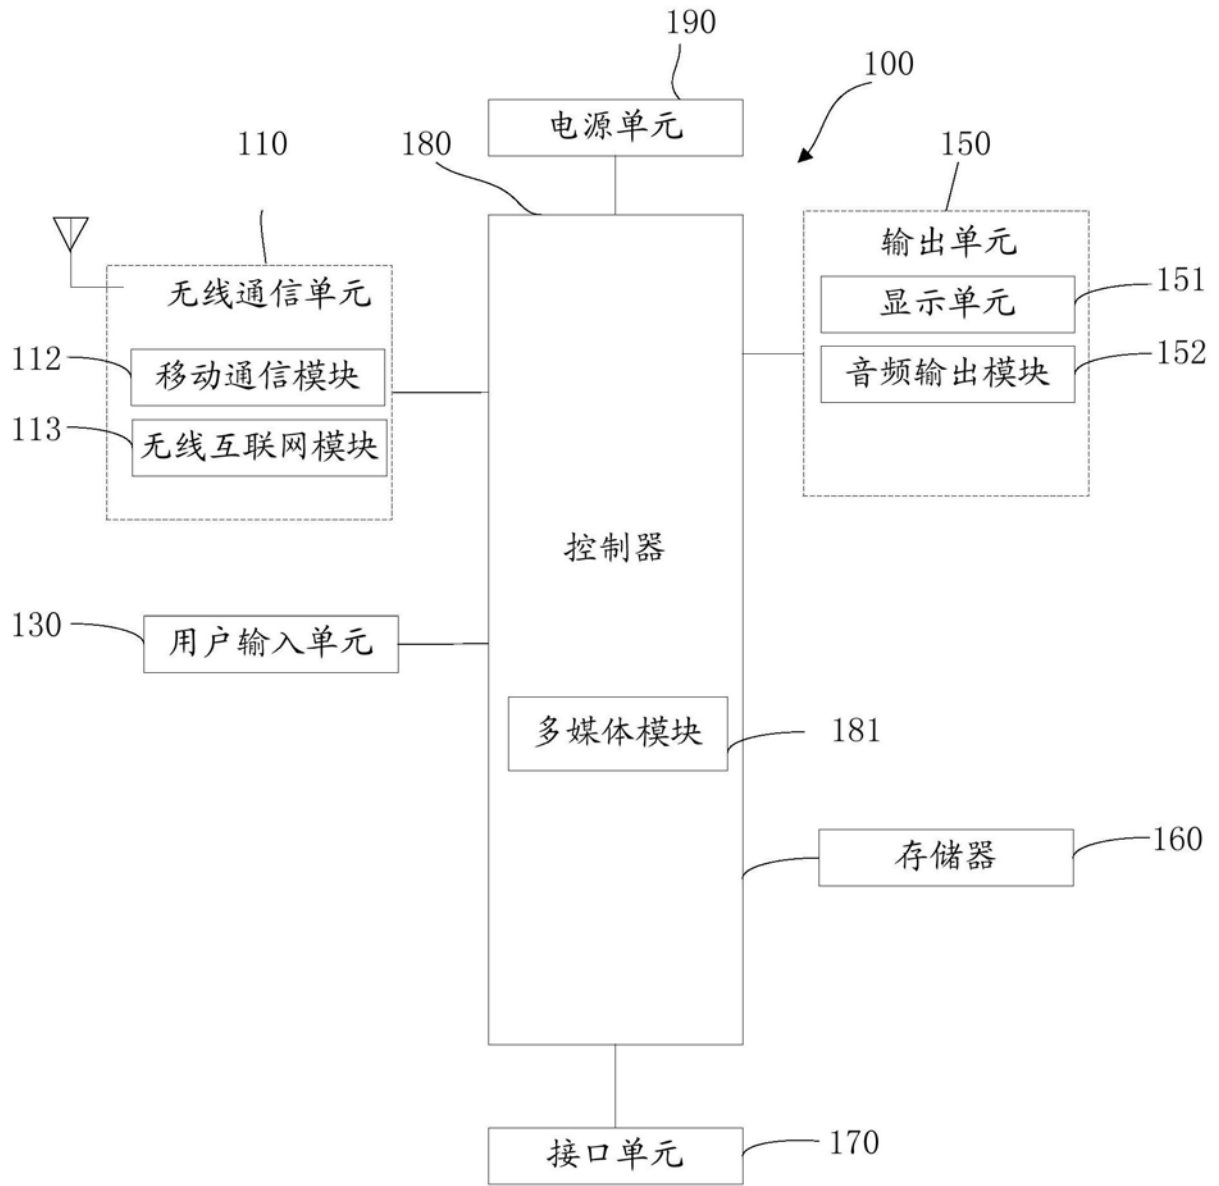 190
电源单元
100
110
180
150
无线通信单元
输出单元
显示单元
151
112
移动通信模块
音频输出模块
152
113
无线互联网模块
控制器
130
用户输入单元
多媒体模块
181
存储器
160
接口单元
170